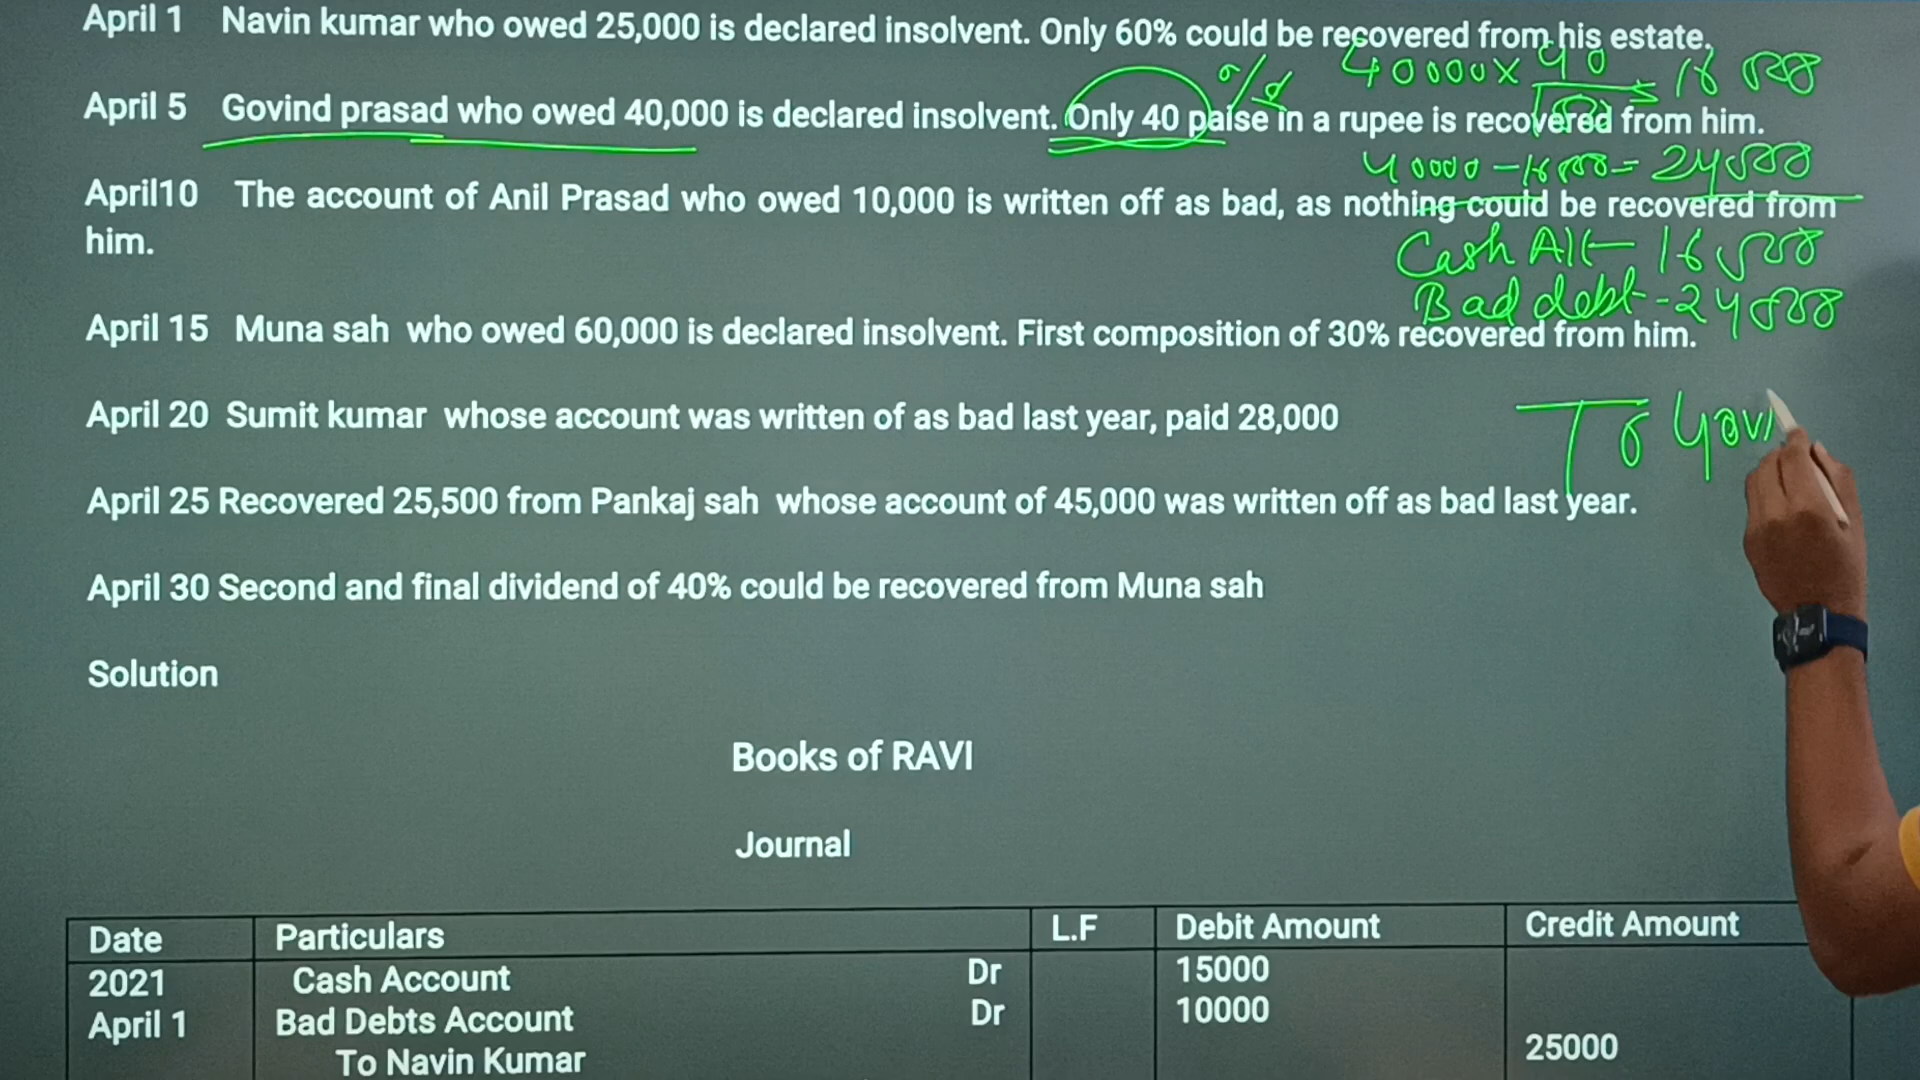 April 1 Navin kumar who owed 25,000 is declared insolvent. Only 60% could be recovered from his estate.
40000 x 40 / 100 = 16000
April 5 Govind prasad who owed 40,000 is declared insolvent. Only 40 paise in a rupee is recovered from him.
40000 - 16000 = 24000
April10 The account of Anil Prasad who owed 10,000 is written off as bad, as nothing could be recovered from
him.
Cash A/c - 16000
Bad debt - 24000
April 15 Muna sah who owed 60,000 is declared insolvent. First composition of 30% recovered from him.
April 20 Sumit kumar whose account was written of as bad last year, paid 28,000
To Govi
April 25 Recovered 25,500 from Pankaj sah whose account of 45,000 was written off as bad last year.
April 30 Second and final dividend of 40% could be recovered from Muna sah
Solution
Books of RAVI
Journal
Date Particulars L.F Debit Amount Credit Amount
2021 Cash Account Dr 15000
April 1 Bad Debts Account Dr 10000
To Navin Kumar 25000